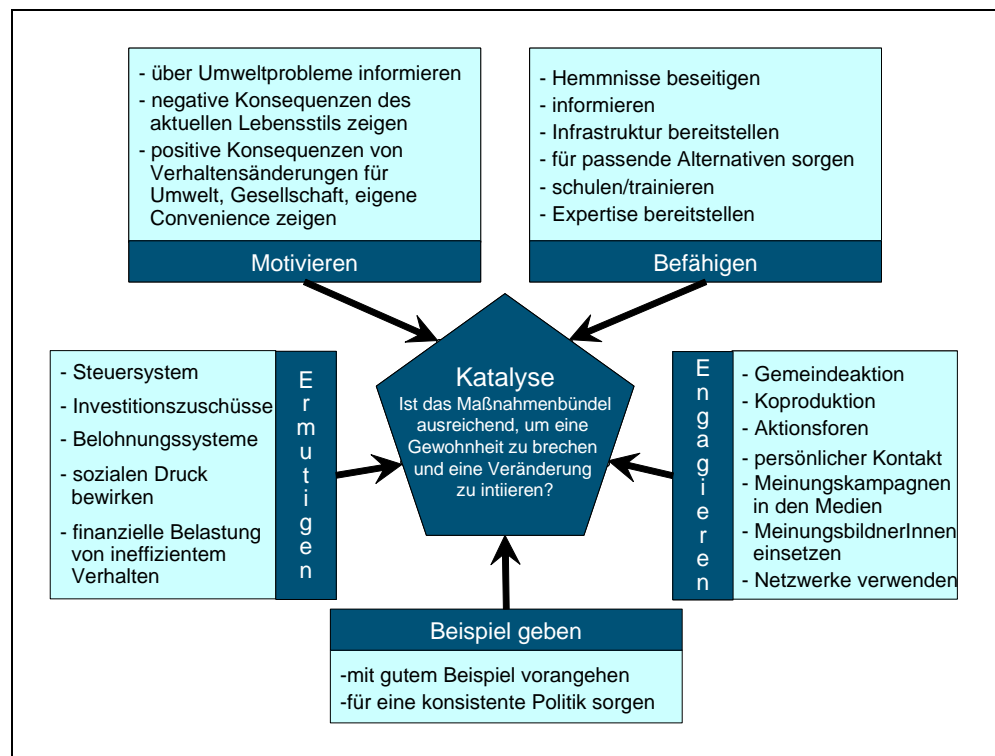 - über Umweltprobleme informieren
- negative Konsequenzen des
aktuellen Lebensstils zeigen
- positive Konsequenzen von
Verhaltensänderungen für
Umwelt, Gesellschaft, eigene
Convenience zeigen
Motivieren
- Hemmnisse beseitigen
- informieren
- Infrastruktur bereitstellen
- für passende Alternativen sorgen
- schulen/trainieren
- Expertise bereitstellen
Befähigen
- Steuersystem
- Investitionszuschüsse
- Belohnungssysteme
- sozialen Druck
bewirken
- finanzielle Belastung
von ineffizientem
Verhalten
Ermutigen
Katalyse
Ist das Maßnahmenbündel
ausreichend, um eine
Gewohnheit zu brechen
und eine Veränderung
zu intiieren?
Engagieren
- Gemeindeaktion
- Koproduktion
- Aktionsforen
- persönlicher Kontakt
- Meinungskampagnen
in den Medien
- MeinungsbildnerInnen
einsetzen
- Netzwerke verwenden
Beispiel geben
-mit gutem Beispiel vorangehen
-für eine konsistente Politik sorgen